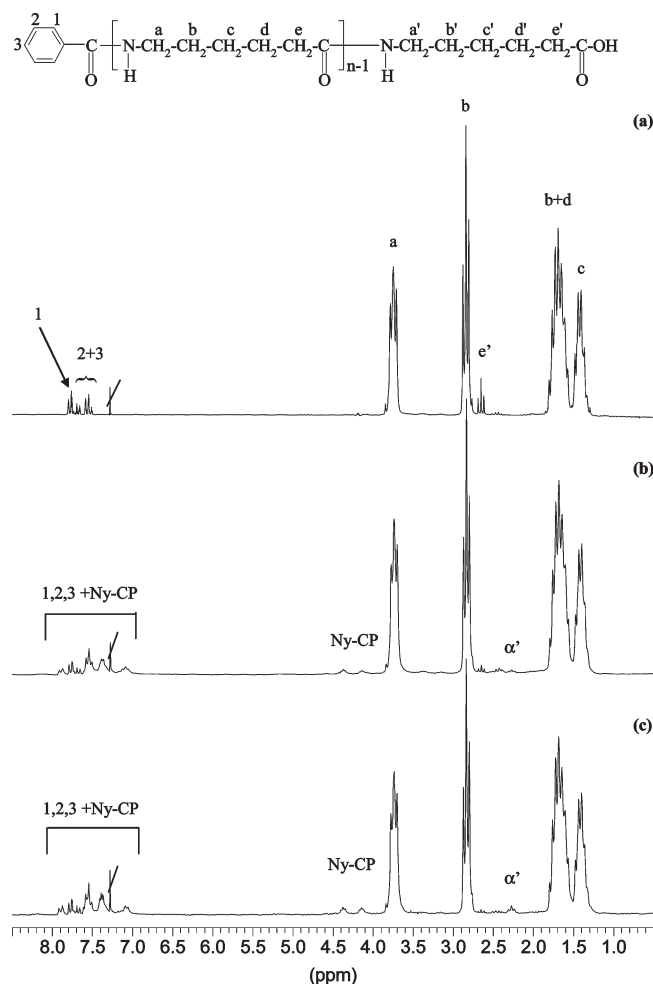 2 1 a b c d e a' b' c' d' e'
3 C N-CH2-CH2-CH2-CH2-CH2-C N-CH2-CH2-CH2-CH2-CH2-C-OH
O H O n-1 H O
(a)
b
b+d
a
c
1
2+3
e’
(b)
1,2,3 +Ny-CP
Ny-CP
α’
(c)
1,2,3 +Ny-CP
Ny-CP
α’
8.0 7.5 7.0 6.5 6.0 5.5 5.0 4.5 4.0 3.5 3.0 2.5 2.0 1.5 1.0
(ppm)